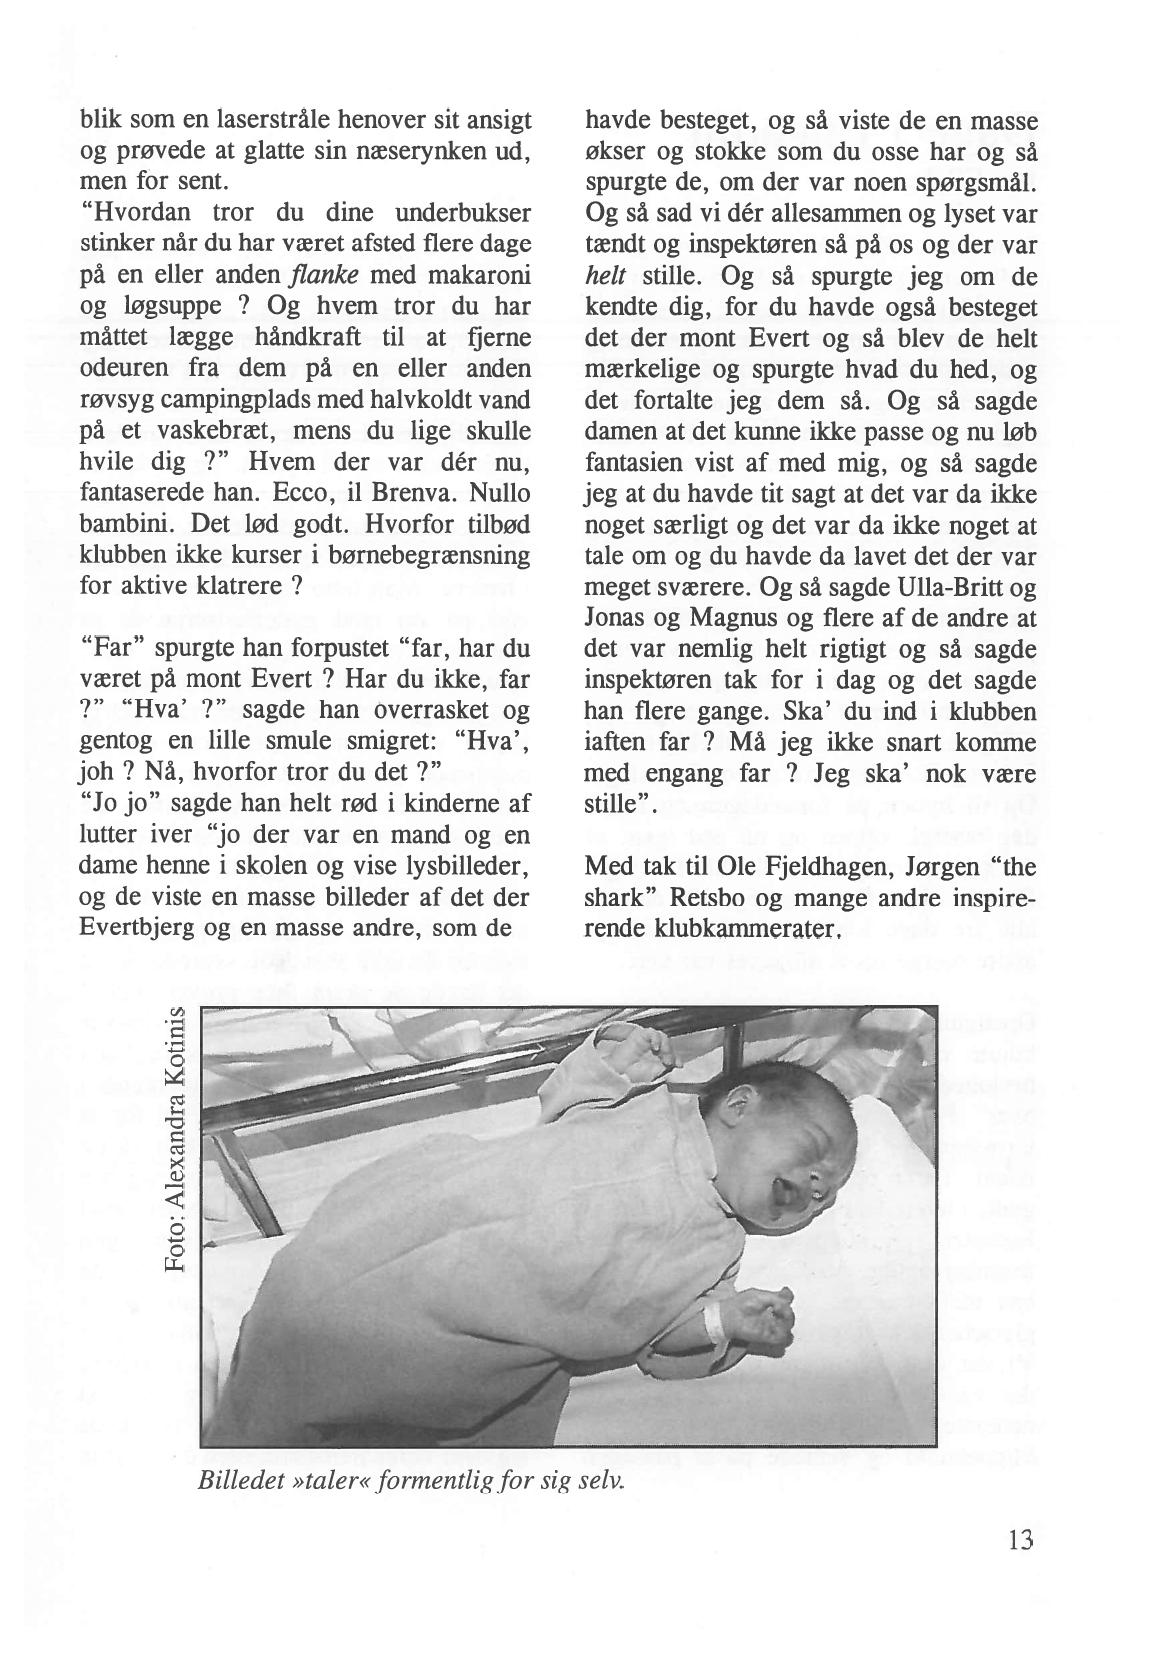 blik som en laserstråle henover sit ansigt
og prøvede at glatte sin næserynken ud,
men for sent.
“Hvordan tror du dine underbukser
stinker når du har været afsted flere dage
på en eller anden flanke med makaroni
og løgsuppe ? Og hvem tror du har
måttet lægge håndkraft til at fjerne
odeuren fra dem på en eller anden
røvsyg campingplads med halvkoldt vand
på et vaskebræt, mens du lige skulle
hvile dig ?” Hvem der var dér nu,
fantaserede han. Ecco, il Brenva. Nullo
bambini. Det lød godt. Hvorfor tilbød
klubben ikke kurser i børnebegrænsning
for aktive klatrere ?
“Far” spurgte han forpustet “far, har du
været på mont Evert ? Har du ikke, far
?” “Hva’ ?” sagde han overrasket og
gentog en lille smule smigret: “Hva’,
joh ? Nå, hvorfor tror du det ?”
“Jo jo” sagde han helt rød i kinderne af
lutter iver “jo der var en mand og en
dame henne i skolen og vise lysbilleder,
og de viste en masse billeder af det der
Evertbjerg og en masse andre, som de
havde besteget, og så viste de en masse
økser og stokke som du osse har og så
spurgte de, om der var noen spørgsmål.
Og så sad vi dér allesammen og lyset var
tændt og inspektøren så på os og der var
helt stille. Og så spurgte jeg om de
kendte dig, for du havde også besteget
det der mont Evert og så blev de helt
mærkelige og spurgte hvad du hed, og
det fortalte jeg dem så. Og så sagde
damen at det kunne ikke passe og nu løb
fantasien vist af med mig, og så sagde
jeg at du havde tit sagt at det var da ikke
noget særligt og det var da ikke noget at
tale om og du havde da lavet det der var
meget sværere. Og så sagde Ulla-Britt og
Jonas og Magnus og flere af de andre at
det var nemlig helt rigtigt og så sagde
inspektøren tak for i dag og det sagde
han flere gange. Ska’ du ind i klubben
iaften far ? Må jeg ikke snart komme
med engang far ? Jeg ska’ nok være
stille”.
Med tak til Ole Fjeldhagen, Jørgen “the
shark” Retsbo og mange andre inspire-
rende klubkammerater.
Foto: Alexandra Kotinis
Billedet »taler« formentlig for sig selv.
13